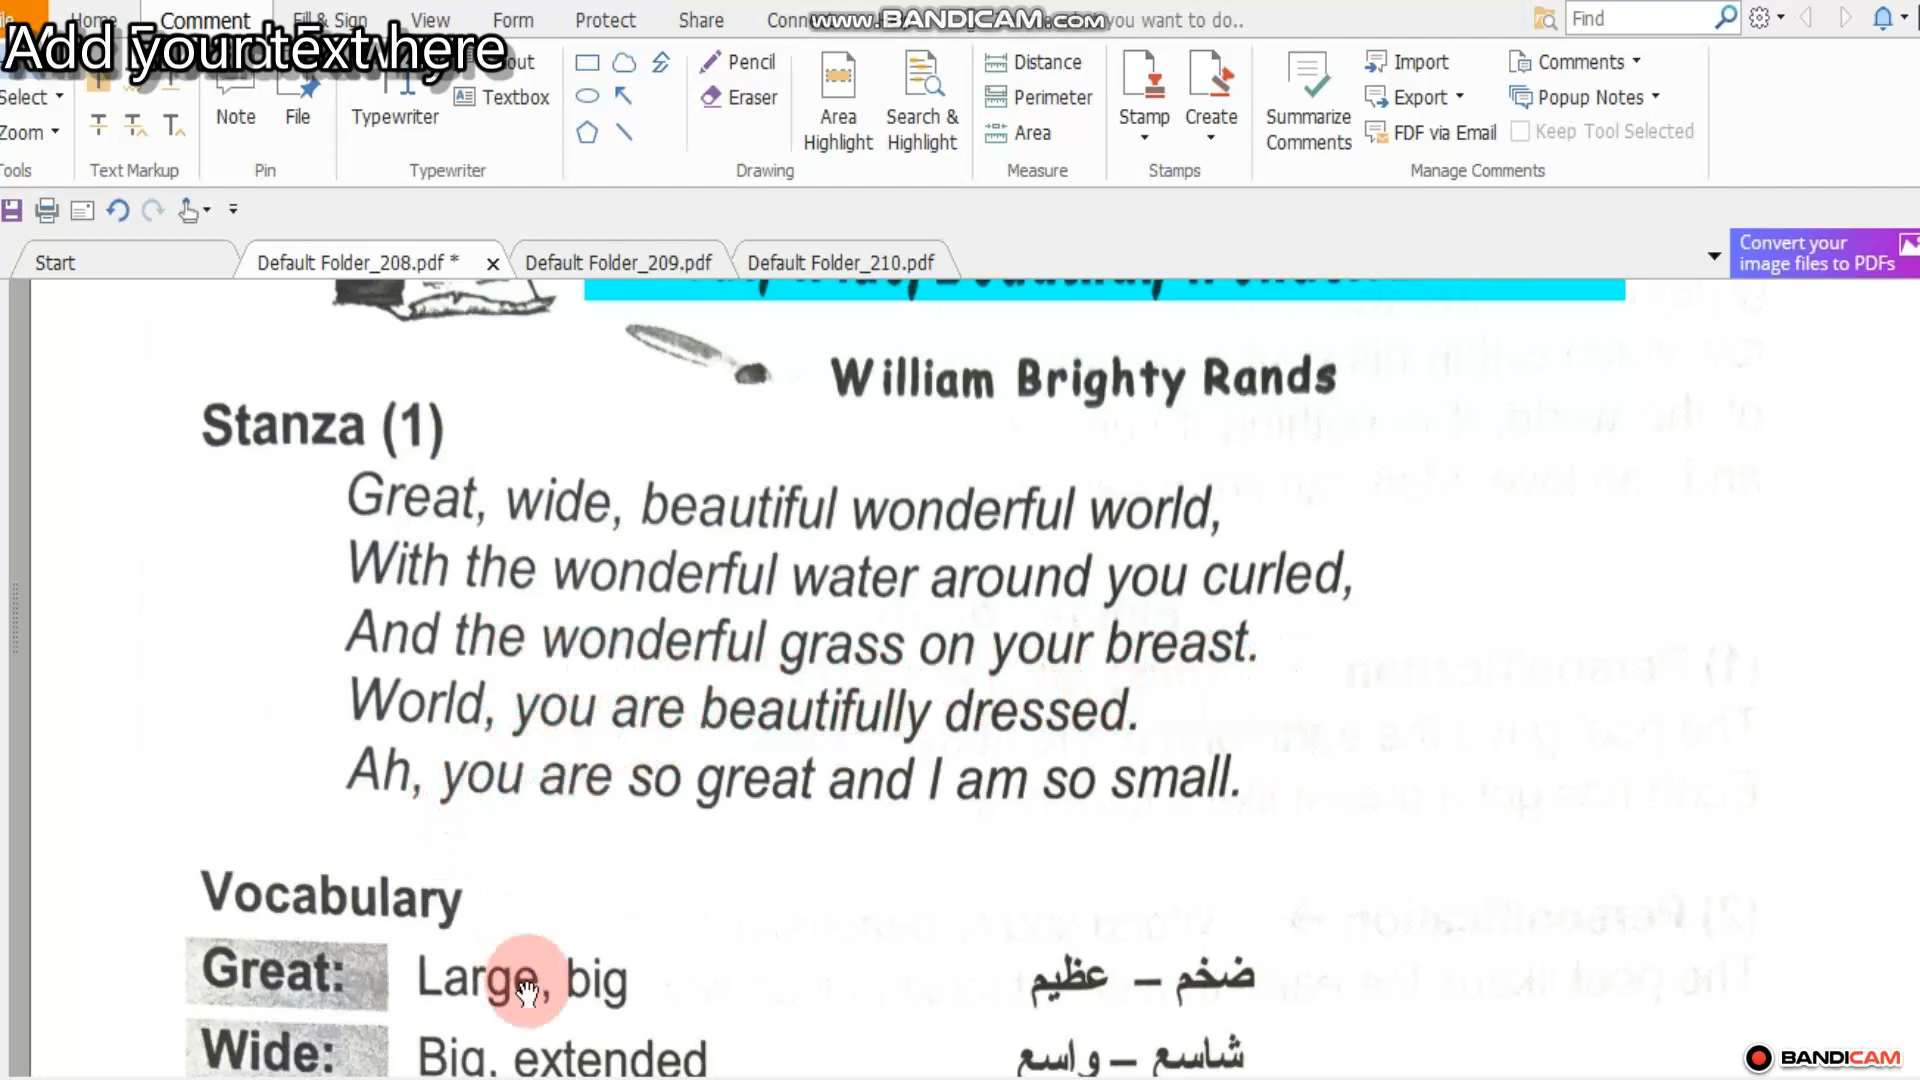 Home Comment Fill & Sign View Form Protect Share
www.BANDICAM.com
you want to do..
Find
Add your text here
Select
Zoom
Tools
Text Markup
Note
File
Pin
Typewriter
Textbox
Typewriter
Pencil
Eraser
Area Highlight
Search & Highlight
Drawing
Distance
Perimeter
Area
Measure
Stamp
Create
Stamps
Summarize Comments
Import
Export
FDF via Email
Comments
Popup Notes
Keep Tool Selected
Manage Comments
Start
Default Folder_208.pdf *
Default Folder_209.pdf
Default Folder_210.pdf
Convert your
image files to PDFs
William Brighty Rands
Stanza (1)
Great, wide, beautiful wonderful world,
With the wonderful water around you curled,
And the wonderful grass on your breast.
World, you are beautifully dressed.
Ah, you are so great and I am so small.
Vocabulary
Great: Large, big ضخم – عظيم
Wide: Big, extended شاسع – واسع
BANDICAM